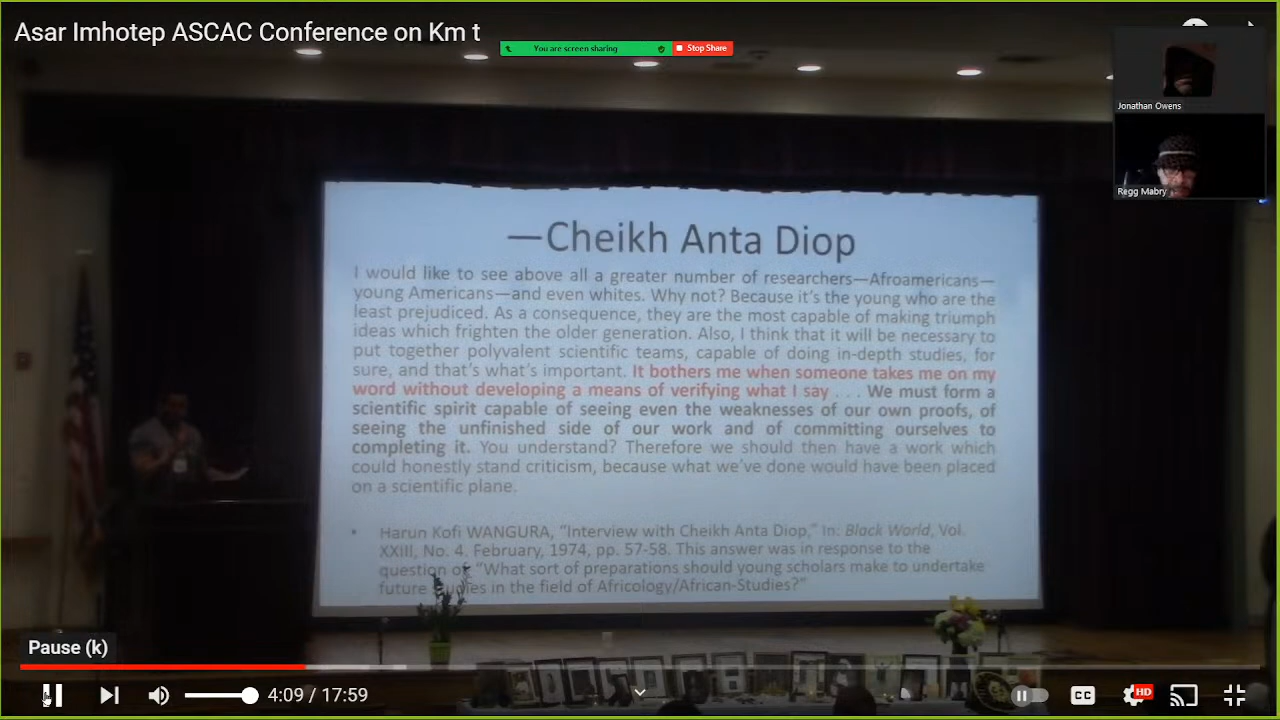 Asar Imhotep ASCAC Conference on Km t
You are screen sharing
Stop Share
Jonathan Owens
Regg Mabry
—Cheikh Anta Diop
I would like to see above all a greater number of researchers—Afroamericans—
young Americans—and even whites. Why not? Because it's the young who are the
least prejudiced. As a consequence, they are the most capable of making triumph
ideas which frighten the older generation. Also, I think that it will be necessary to
put together polyvalent scientific teams, capable of doing in-depth studies, for
sure, and that's what's important. It bothers me when someone takes me on my
word without developing a means of verifying what I say . . . We must form a
scientific spirit capable of seeing even the weaknesses of our own proofs, of
seeing the unfinished side of our work and of committing ourselves to
completing it. You understand? Therefore we should then have a work which
could honestly stand criticism, because what we've done would have been placed
on a scientific plane.
• Harun Kofi WANGURA, "Interview with Cheikh Anta Diop," In: Black World, Vol.
XXIII, No. 4. February, 1974, pp. 57-58. This answer was in response to the
question of "What sort of preparations should young scholars make to undertake
future studies in the field of Africology/African-Studies?"
Pause (k)
4:09 / 17:59
CC
HD